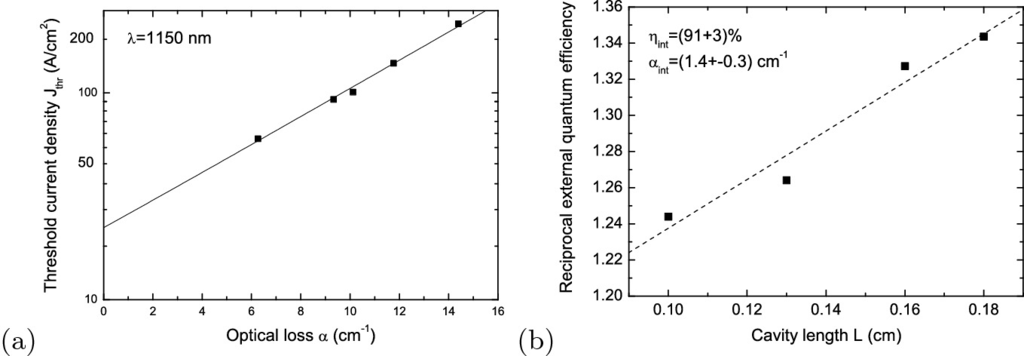 (a)
Threshold current density J_thr (A/cm²)
λ=1150 nm
200
100
50
10
0 2 4 6 8 10 12 14 16
Optical loss α (cm⁻¹)
(b)
Reciprocal external quantum efficiency
η_int=(91+3)%
α_int=(1.4+-0.3) cm⁻¹
1.36
1.34
1.32
1.30
1.28
1.26
1.24
1.22
1.20
0.10 0.12 0.14 0.16 0.18
Cavity length L (cm)